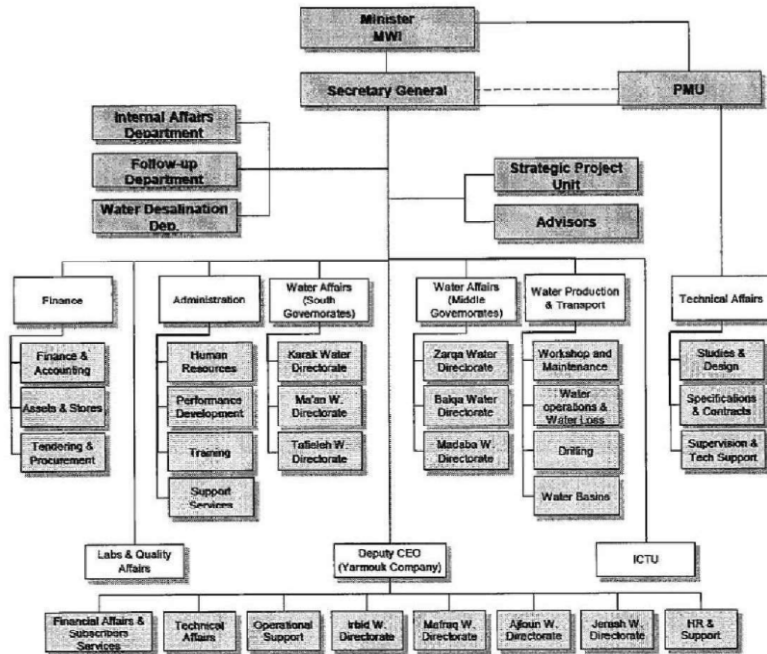 Minister
MWI
Secretary General
PMU
Internal Affairs
Department
Follow-up
Department
Water Desalination
Dep.
Strategic Project
Unit
Advisors
Finance
Administration
Water Affairs
(South
Governorates)
Water Affairs
(Middle
Governorates)
Water Production
& Transport
Technical Affairs
Finance &
Accounting
Assets & Stores
Tendering &
Procurement
Human
Resources
Performance
Development
Training
Support
Services
Karak Water
Directorate
Ma'an W.
Directorate
Tafieleh W.
Directorate
Zarqa Water
Directorate
Balqa Water
Directorate
Madaba W.
Directorate
Workshop and
Maintenance
Water
operations &
Water Loss
Drilling
Water Basins
Studies &
Design
Specifications
& Contracts
Supervision &
Tech Support
Labs & Quality
Affairs
Deputy CEO
(Yarmouk Company)
ICTU
Financial Affairs &
Subscribers
Services
Technical
Affairs
Operational
Support
Irbid W.
Directorate
Mafraq W.
Directorate
Ajloun W.
Directorate
Jerash W.
Directorate
HR &
Support